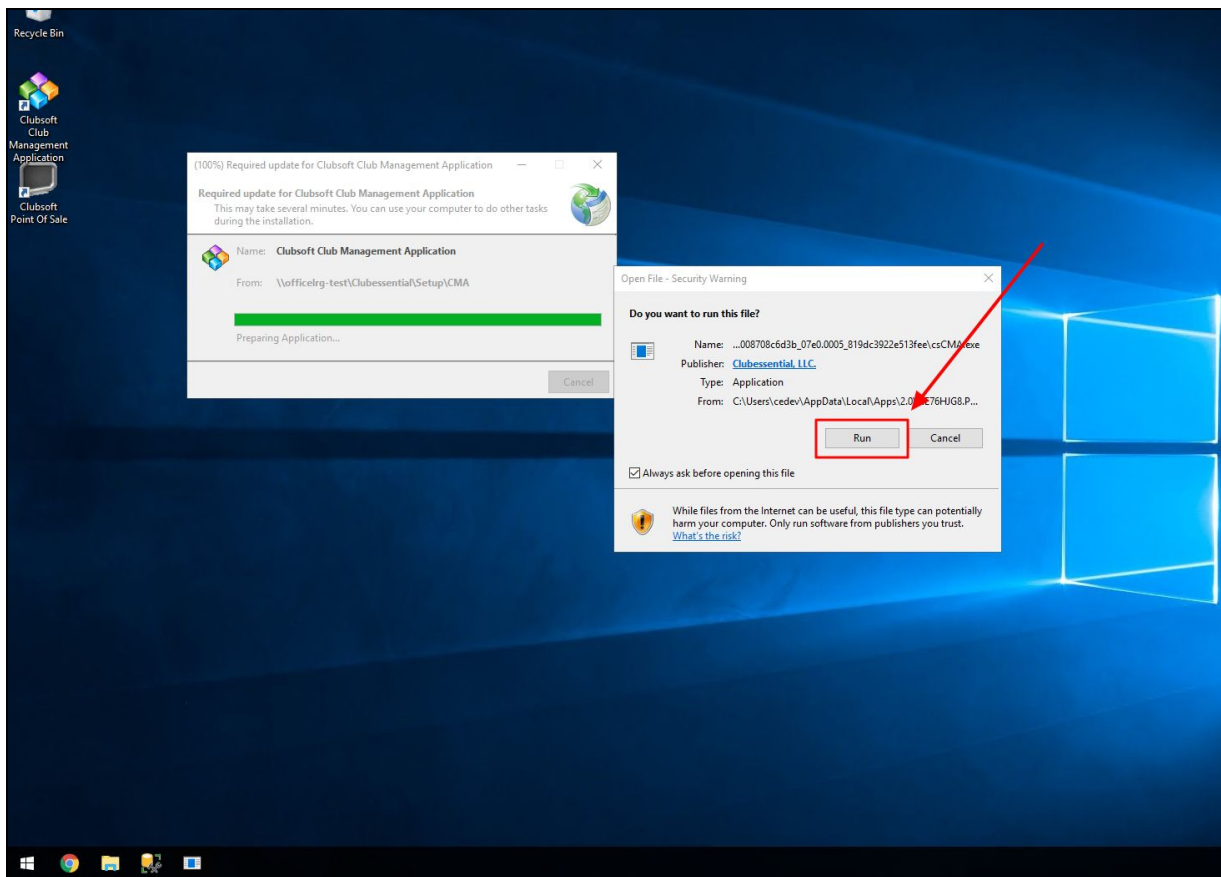 Recycle Bin
Clubsoft
Club
Management
Application
Clubsoft
Point Of Sale
(100%) Required update for Clubsoft Club Management Application
Required update for Clubsoft Club Management Application
This may take several minutes. You can use your computer to do other tasks
during the installation.
Name: Clubsoft Club Management Application
From: \\officelrg-test\Clubessential\Setup\CMA
Preparing Application...
Cancel
Open File - Security Warning
Do you want to run this file?
Name: ...008708c6d3b_07e0.0005_819dc3922e513fee\csCMA.exe
Publisher: Clubessential, LLC.
Type: Application
From: C:\Users\cedev\AppData\Local\Apps\2.0\
Run Cancel
Always ask before opening this file
While files from the Internet can be useful, this file type can potentially
harm your computer. Only run software from publishers you trust.
What's the risk?